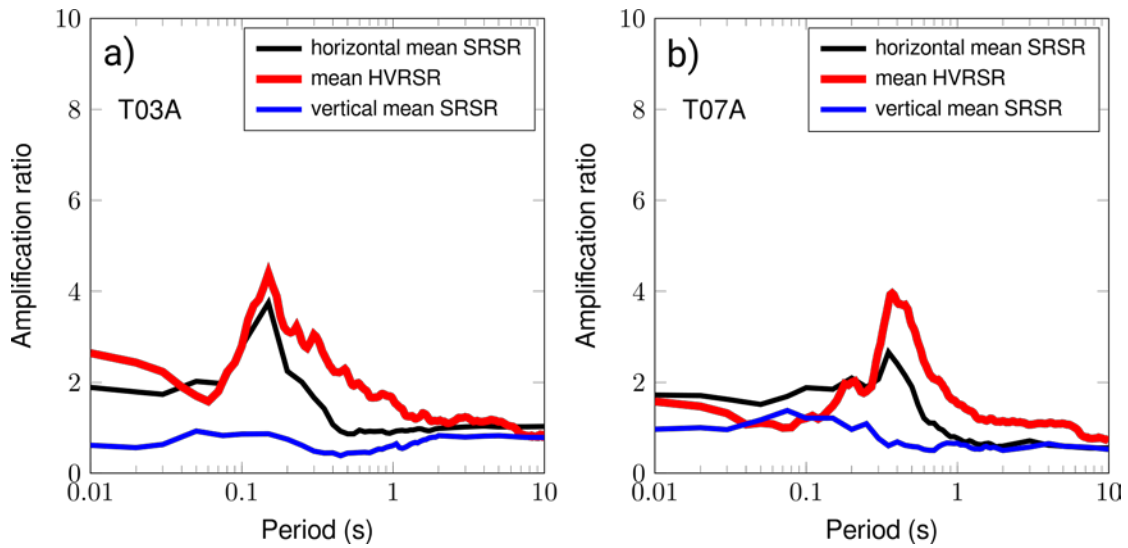 a)
T03A
horizontal mean SRSR
mean HVRSR
vertical mean SRSR
Amplification ratio
10
8
6
4
2
0
0.01
0.1
1
10
Period (s)
b)
T07A
horizontal mean SRSR
mean HVRSR
vertical mean SRSR
Amplification ratio
10
8
6
4
2
0
0.01
0.1
1
10
Period (s)